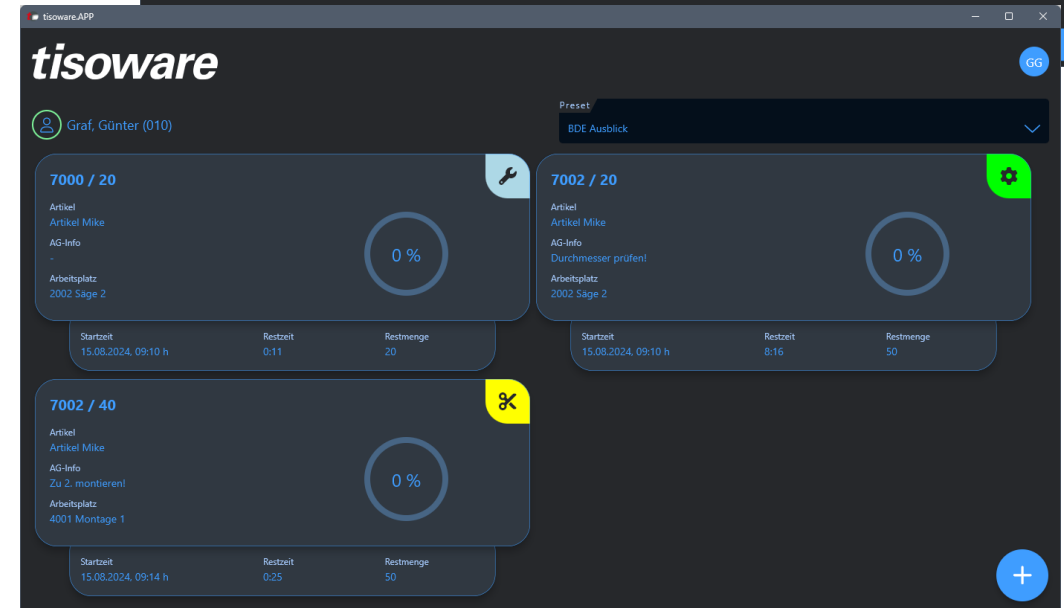 tisoware.APP
tisoware
GG
Graf, Günter (010)
Preset
BDE Ausblick
7000 / 20
Artikel
Artikel Mike
AG-Info
-
Arbeitsplatz
2002 Säge 2
0 %
Startzeit
15.08.2024, 09:10 h
Restzeit
0:11
Restmenge
20
7002 / 20
Artikel
Artikel Mike
AG-Info
Durchmesser prüfen!
Arbeitsplatz
2002 Säge 2
0 %
Startzeit
15.08.2024, 09:10 h
Restzeit
8:16
Restmenge
50
7002 / 40
Artikel
Artikel Mike
AG-Info
Zu 2. montieren!
Arbeitsplatz
4001 Montage 1
0 %
Startzeit
15.08.2024, 09:14 h
Restzeit
0:25
Restmenge
50